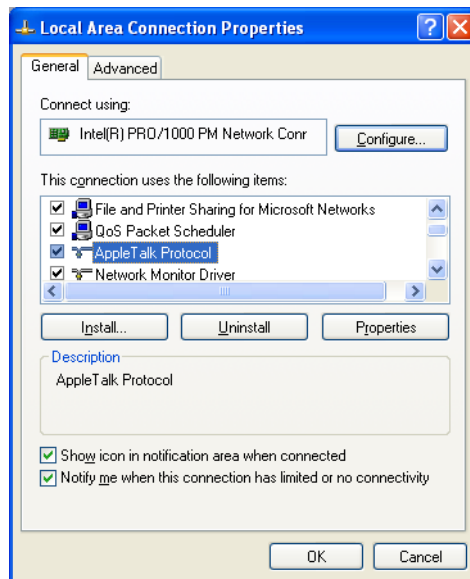 Local Area Connection Properties
General Advanced
Connect using:
Intel(R) PRO/1000 PM Network Conr
Configure...
This connection uses the following items:
File and Printer Sharing for Microsoft Networks
QoS Packet Scheduler
AppleTalk Protocol
Network Monitor Driver
Install... Uninstall Properties
Description
AppleTalk Protocol
Show icon in notification area when connected
Notify me when this connection has limited or no connectivity
OK Cancel